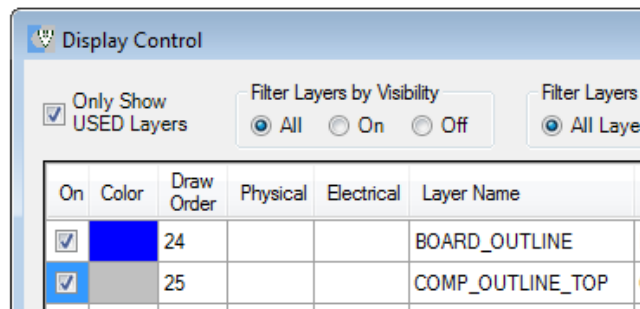 Display Control
Only Show
USED Layers
Filter Layers by Visibility
All On Off
Filter Layers
All
On Color Draw
Order Physical Electrical Layer Name
24 BOARD_OUTLINE
25 COMP_OUTLINE_TOP